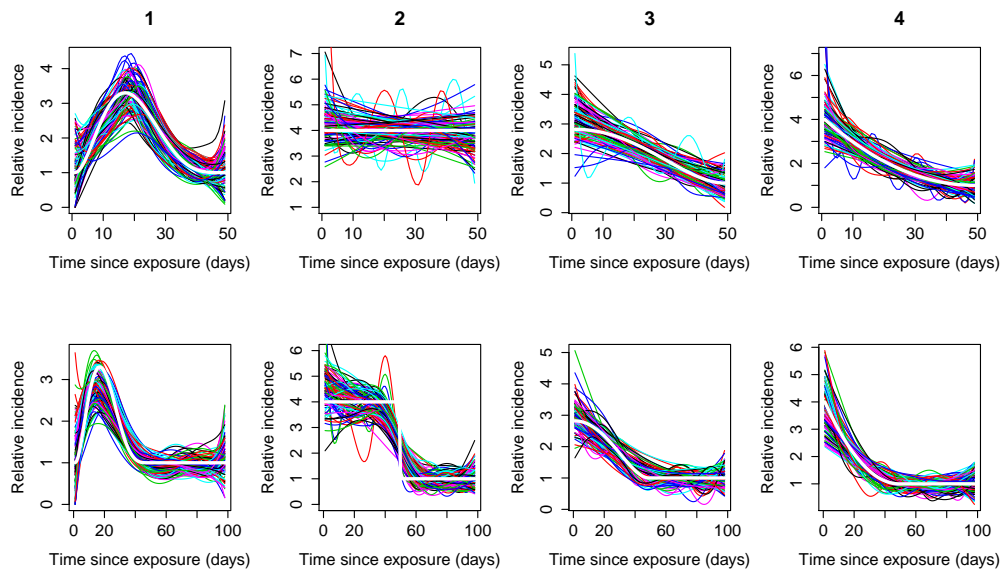 1 2 3 4
Relative incidence
0 1 2 3 4
0 10 30 50
Time since exposure (days)
Relative incidence
1 2 3 4 5 6 7
0 10 30 50
Time since exposure (days)
Relative incidence
0 1 2 3 4 5
0 10 30 50
Time since exposure (days)
Relative incidence
0 2 4 6
0 10 30 50
Time since exposure (days)
Relative incidence
0 1 2 3
0 20 60 100
Time since exposure (days)
Relative incidence
0 1 2 3 4 5 6
0 20 60 100
Time since exposure (days)
Relative incidence
0 1 2 3 4 5
0 20 60 100
Time since exposure (days)
Relative incidence
1 2 3 4 5 6
0 20 60 100
Time since exposure (days)